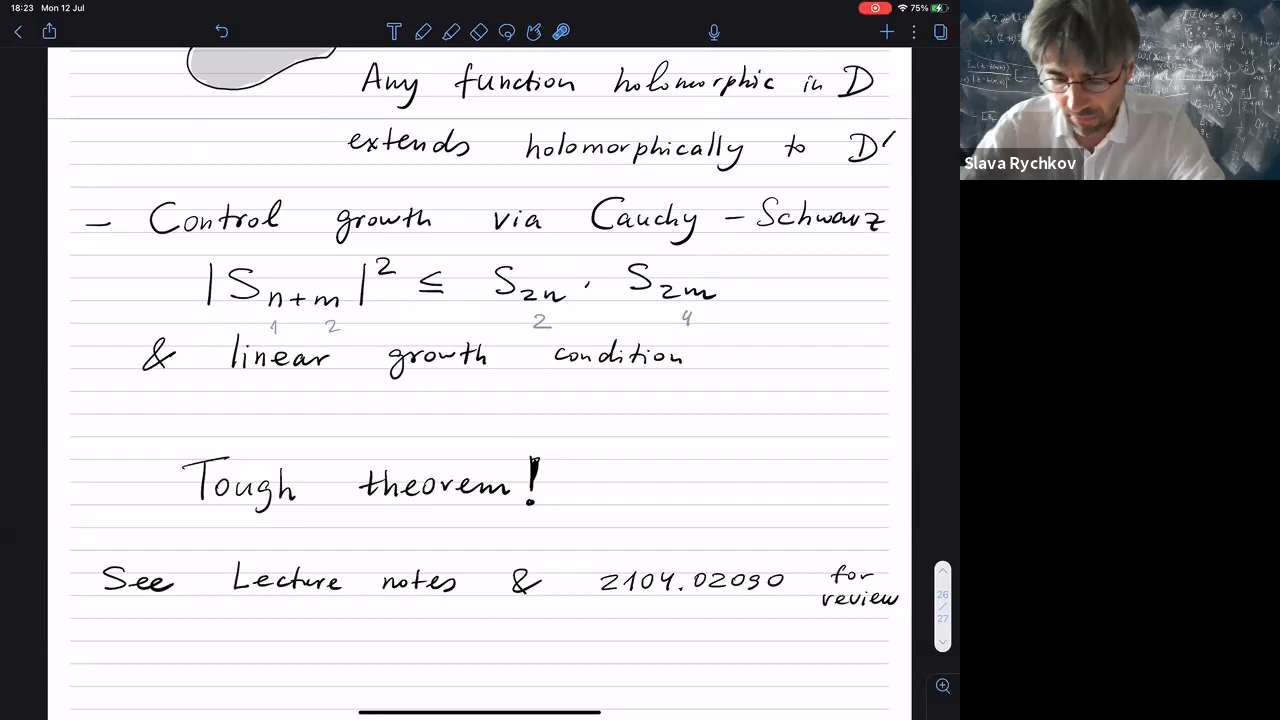 18:23 Mon 12 Jul
75%
Any function holomorphic in D
extends holomorphically to D'
- Control growth via Cauchy - Schwarz
|S_{n+m}|^2 ≤ S_{2n} · S_{2m}
1 2 2 4
& linear growth condition
Tough theorem!
See Lecture notes & 2104.02090 for
review
26
/
27
Slava Rychkov